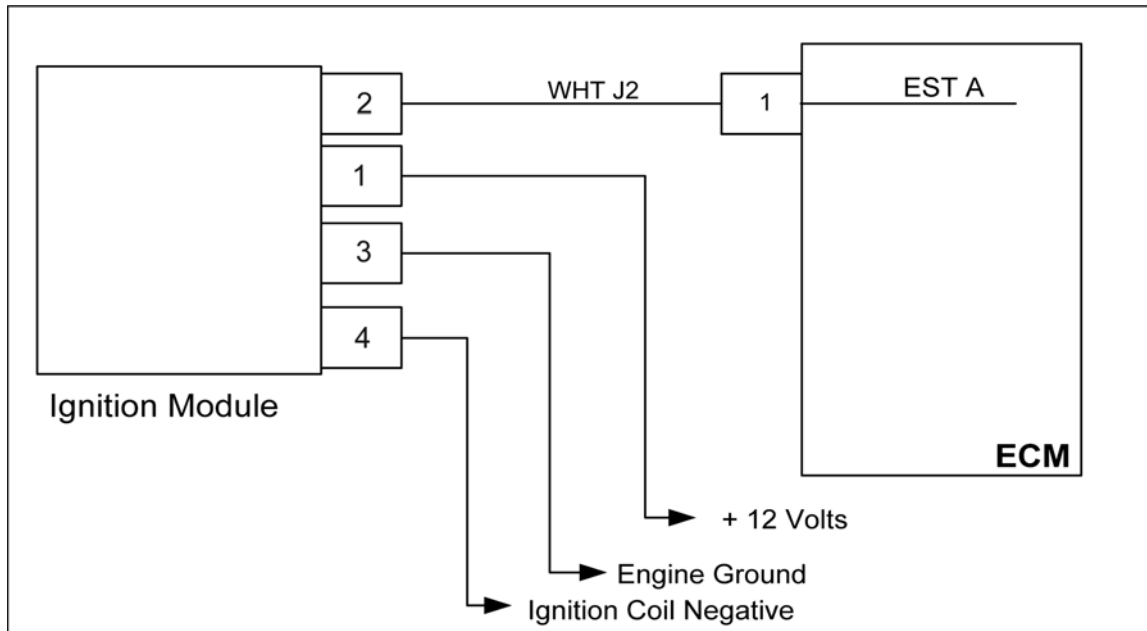 2
WHT J2
1
EST A
1
3
4
Ignition Module
ECM
+ 12 Volts
Engine Ground
Ignition Coil Negative